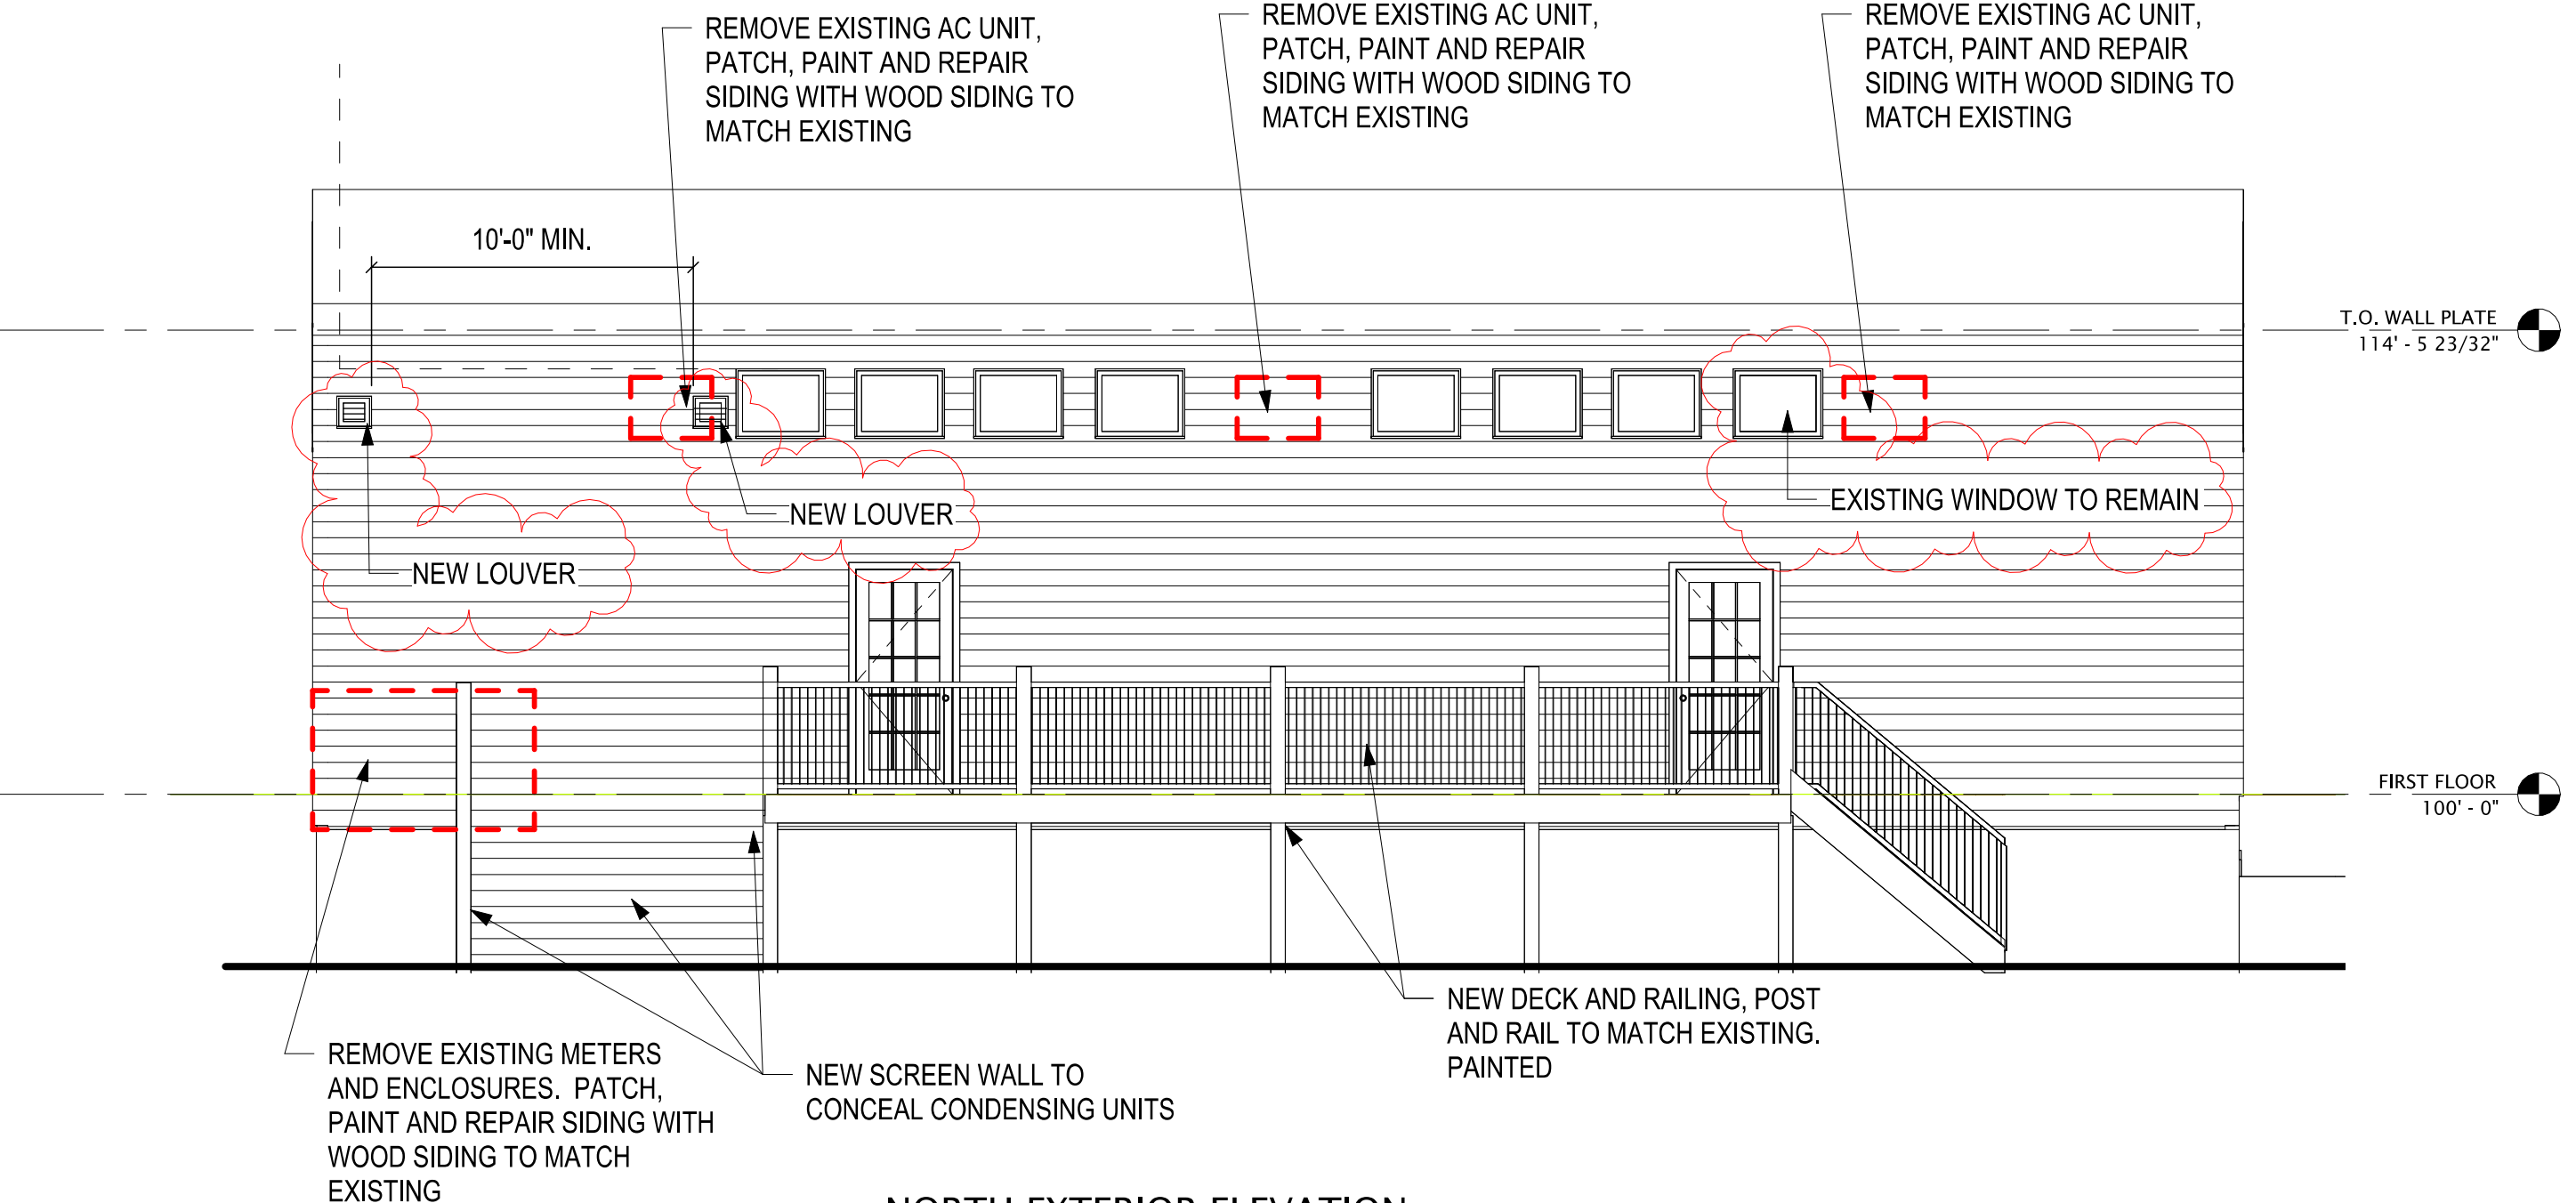 REMOVE EXISTING AC UNIT,
PATCH, PAINT AND REPAIR
SIDING WITH WOOD SIDING TO
MATCH EXISTING
REMOVE EXISTING AC UNIT,
PATCH, PAINT AND REPAIR
SIDING WITH WOOD SIDING TO
MATCH EXISTING
REMOVE EXISTING AC UNIT,
PATCH, PAINT AND REPAIR
SIDING WITH WOOD SIDING TO
MATCH EXISTING
10'-0" MIN.
T.O. WALL PLATE
114' - 5 23/32"
NEW LOUVER
NEW LOUVER
EXISTING WINDOW TO REMAIN
FIRST FLOOR
100' - 0"
REMOVE EXISTING METERS
AND ENCLOSURES. PATCH,
PAINT AND REPAIR SIDING WITH
WOOD SIDING TO MATCH
EXISTING
NEW SCREEN WALL TO
CONCEAL CONDENSING UNITS
NEW DECK AND RAILING, POST
AND RAIL TO MATCH EXISTING.
PAINTED
NORTH EXTERIOR ELEVATION